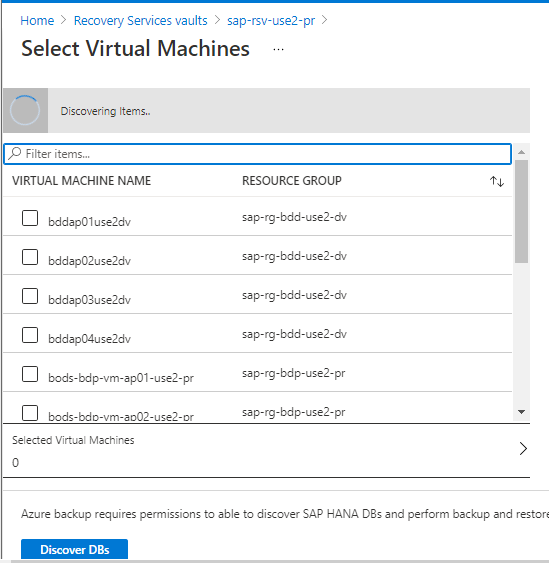 Home > Recovery Services vaults > sap-rsv-use2-pr >
Select Virtual Machines ...
Discovering Items..
Filter items...
VIRTUAL MACHINE NAME RESOURCE GROUP
bddap01use2dv sap-rg-bdd-use2-dv
bddap02use2dv sap-rg-bdd-use2-dv
bddap03use2dv sap-rg-bdd-use2-dv
bddap04use2dv sap-rg-bdd-use2-dv
bods-bdp-vm-ap01-use2-pr sap-rg-bdp-use2-pr
bods-bdp-vm-ap02-use2-pr sap-rg-bdp-use2-pr
Selected Virtual Machines
0
Azure backup requires permissions to able to discover SAP HANA DBs and perform backup and restore
Discover DBs